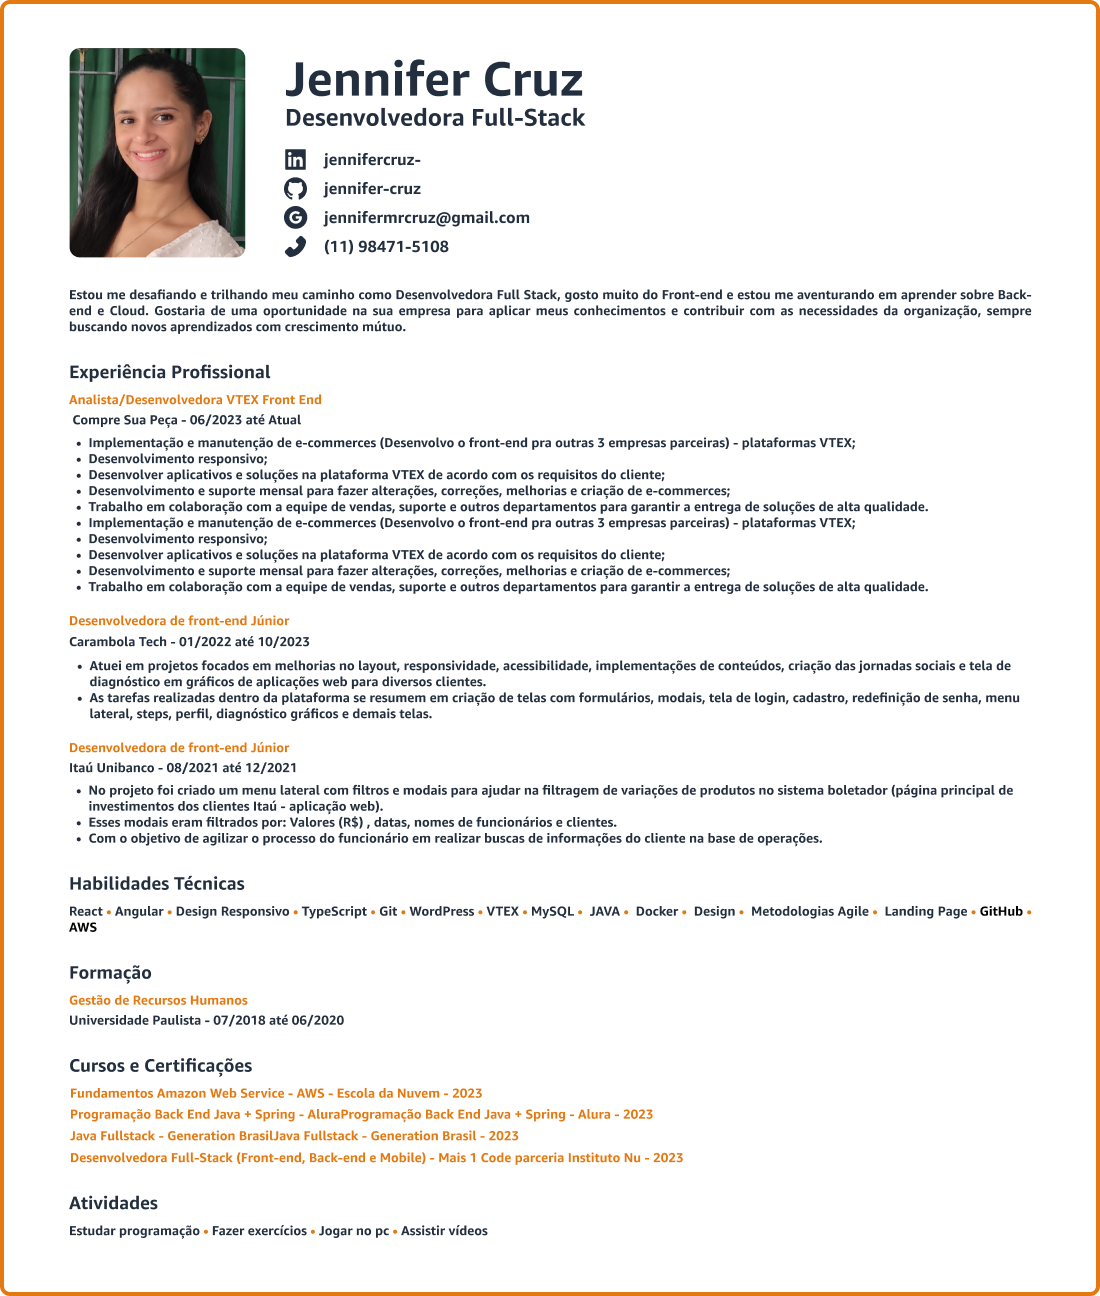 Jennifer Cruz
Desenvolvedora Full-Stack
jennifercruz-
jennifer-cruz
jennifermrcruz@gmail.com
(11) 98471-5108
Estou me desafiando e trilhando meu caminho como Desenvolvedora Full Stack, gosto muito do Front-end e estou me aventurando em aprender sobre Back-
end e Cloud. Gostaria de uma oportunidade na sua empresa para aplicar meus conhecimentos e contribuir com as necessidades da organização, sempre
buscando novos aprendizados com crescimento mútuo.
Experiência Profissional
Analista/Desenvolvedora VTEX Front End
Compre Sua Peça - 06/2023 até Atual
• Implementação e manutenção de e-commerces (Desenvolvo o front-end pra outras 3 empresas parceiras) - plataformas VTEX;
• Desenvolvimento responsivo;
• Desenvolver aplicativos e soluções na plataforma VTEX de acordo com os requisitos do cliente;
• Desenvolvimento e suporte mensal para fazer alterações, correções, melhorias e criação de e-commerces;
• Trabalho em colaboração com a equipe de vendas, suporte e outros departamentos para garantir a entrega de soluções de alta qualidade.
• Implementação e manutenção de e-commerces (Desenvolvo o front-end pra outras 3 empresas parceiras) - plataformas VTEX;
• Desenvolvimento responsivo;
• Desenvolver aplicativos e soluções na plataforma VTEX de acordo com os requisitos do cliente;
• Desenvolvimento e suporte mensal para fazer alterações, correções, melhorias e criação de e-commerces;
• Trabalho em colaboração com a equipe de vendas, suporte e outros departamentos para garantir a entrega de soluções de alta qualidade.
Desenvolvedora de front-end Júnior
Carambola Tech - 01/2022 até 10/2023
• Atuei em projetos focados em melhorias no layout, responsividade, acessibilidade, implementações de conteúdos, criação das jornadas sociais e tela de
diagnóstico em gráficos de aplicações web para diversos clientes.
• As tarefas realizadas dentro da plataforma se resumem em criação de telas com formulários, modais, tela de login, cadastro, redefinição de senha, menu
lateral, steps, perfil, diagnóstico gráficos e demais telas.
Desenvolvedora de front-end Júnior
Itaú Unibanco - 08/2021 até 12/2021
• No projeto foi criado um menu lateral com filtros e modais para ajudar na filtragem de variações de produtos no sistema boletador (página principal de
investimentos dos clientes Itaú - aplicação web).
• Esses modais eram filtrados por: Valores (R$) , datas, nomes de funcionários e clientes.
• Com o objetivo de agilizar o processo do funcionário em realizar buscas de informações do cliente na base de operações.
Habilidades Técnicas
React • Angular • Design Responsivo • TypeScript • Git • WordPress • VTEX • MySQL • JAVA • Docker • Design • Metodologias Agile • Landing Page • GitHub •
AWS
Formação
Gestão de Recursos Humanos
Universidade Paulista - 07/2018 até 06/2020
Cursos e Certificações
Fundamentos Amazon Web Service - AWS - Escola da Nuvem - 2023
Programação Back End Java + Spring - AluraProgramação Back End Java + Spring - Alura - 2023
Java Fullstack - Generation BrasilJava Fullstack - Generation Brasil - 2023
Desenvolvedora Full-Stack (Front-end, Back-end e Mobile) - Mais 1 Code parceria Instituto Nu - 2023
Atividades
Estudar programação • Fazer exercícios • Jogar no pc • Assistir vídeos